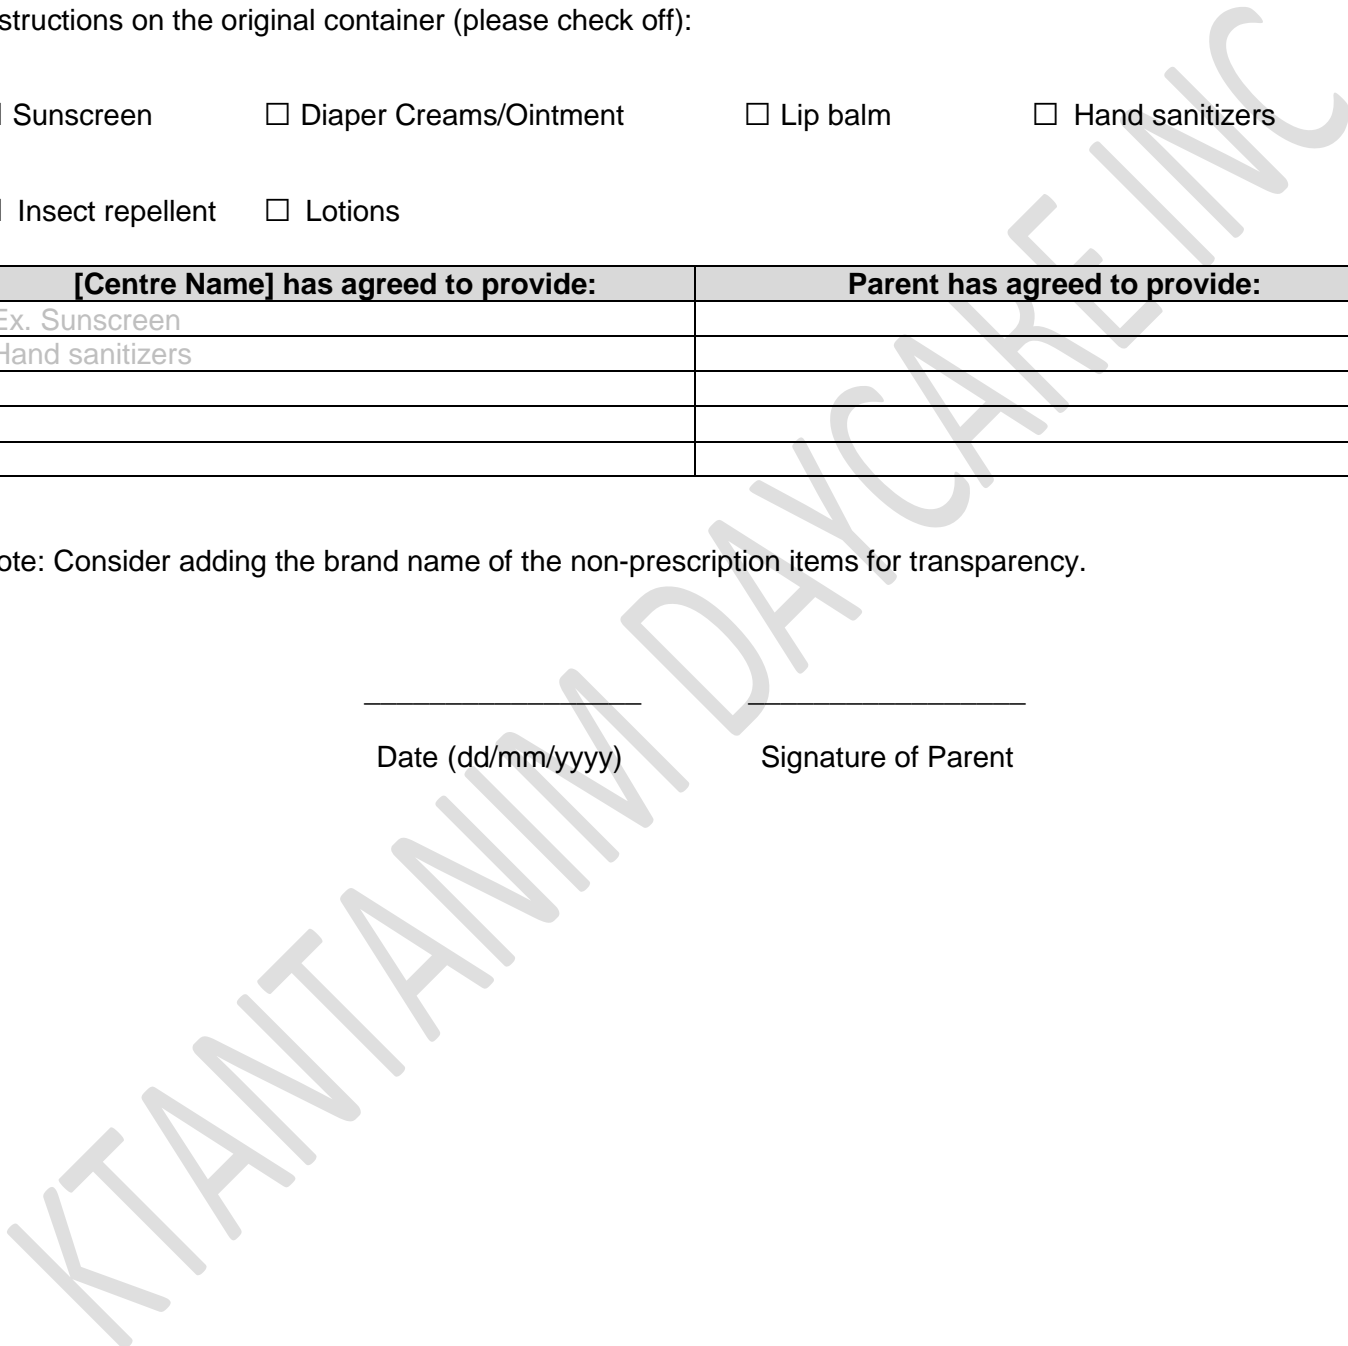 structions on the original container (please check off):
☐ Sunscreen ☐ Diaper Creams/Ointment ☐ Lip balm ☐ Hand sanitizers
☐ Insect repellent ☐ Lotions
[Centre Name] has agreed to provide: Parent has agreed to provide:
Ex. Sunscreen
Hand sanitizers
ote: Consider adding the brand name of the non-prescription items for transparency.
_________________ _________________
Date (dd/mm/yyyy) Signature of Parent
KTANTANIM DAYCARE INC